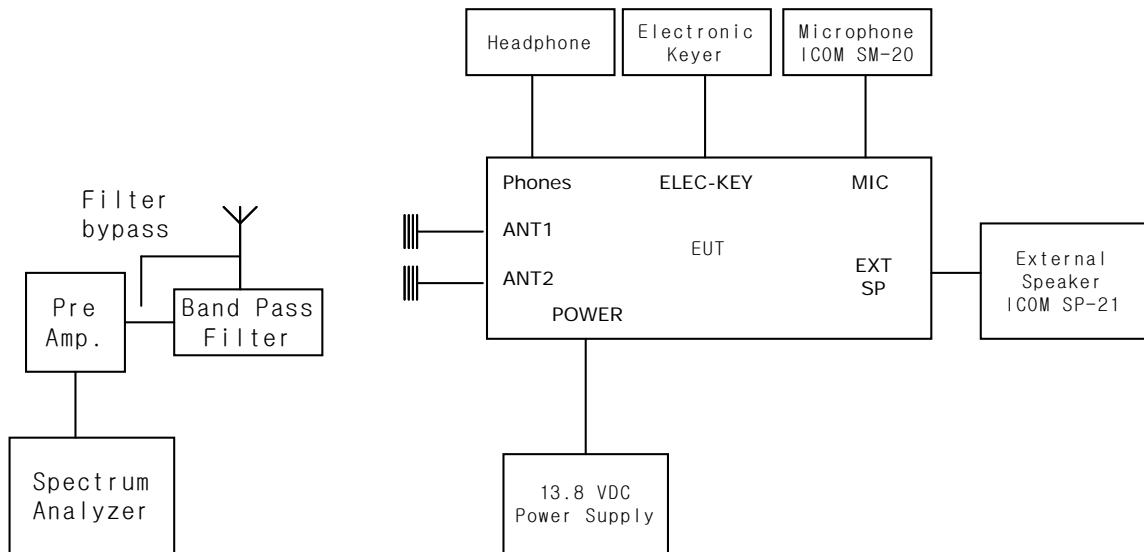 Headphone
Electronic
Keyer
Microphone
ICOM SM-20
Phones
ELEC-KEY
MIC
Filter
bypass
ANT1
EUT
ANT2
EXT
SP
External
Speaker
ICOM SP-21
Pre
Amp.
Band Pass
Filter
POWER
Spectrum
Analyzer
13.8 VDC
Power Supply